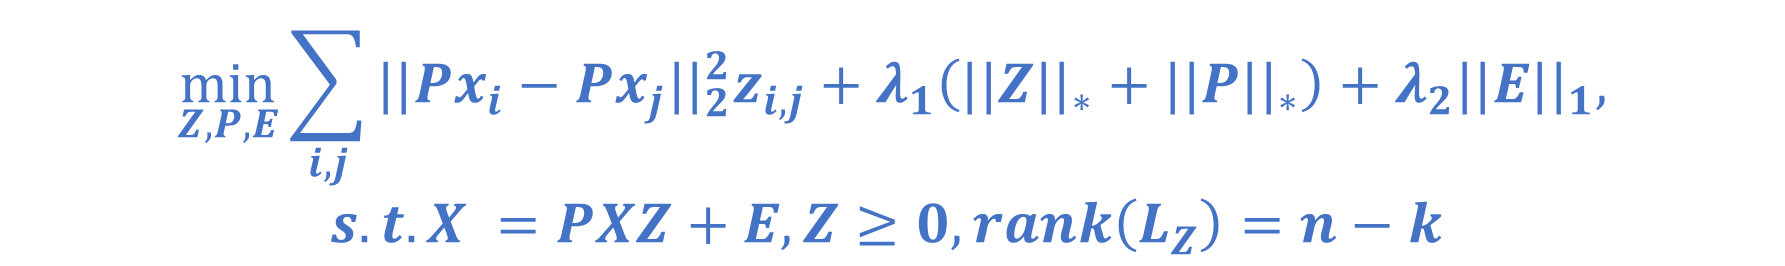 min_{Z,P,E} ∑_{i,j} ||Px_i − Px_j||_2^2 z_{i,j} + λ_1(||Z||_* + ||P||_*) + λ_2||E||_1,
s.t. X = PXZ + E, Z ≥ 0, rank(L_Z) = n − k